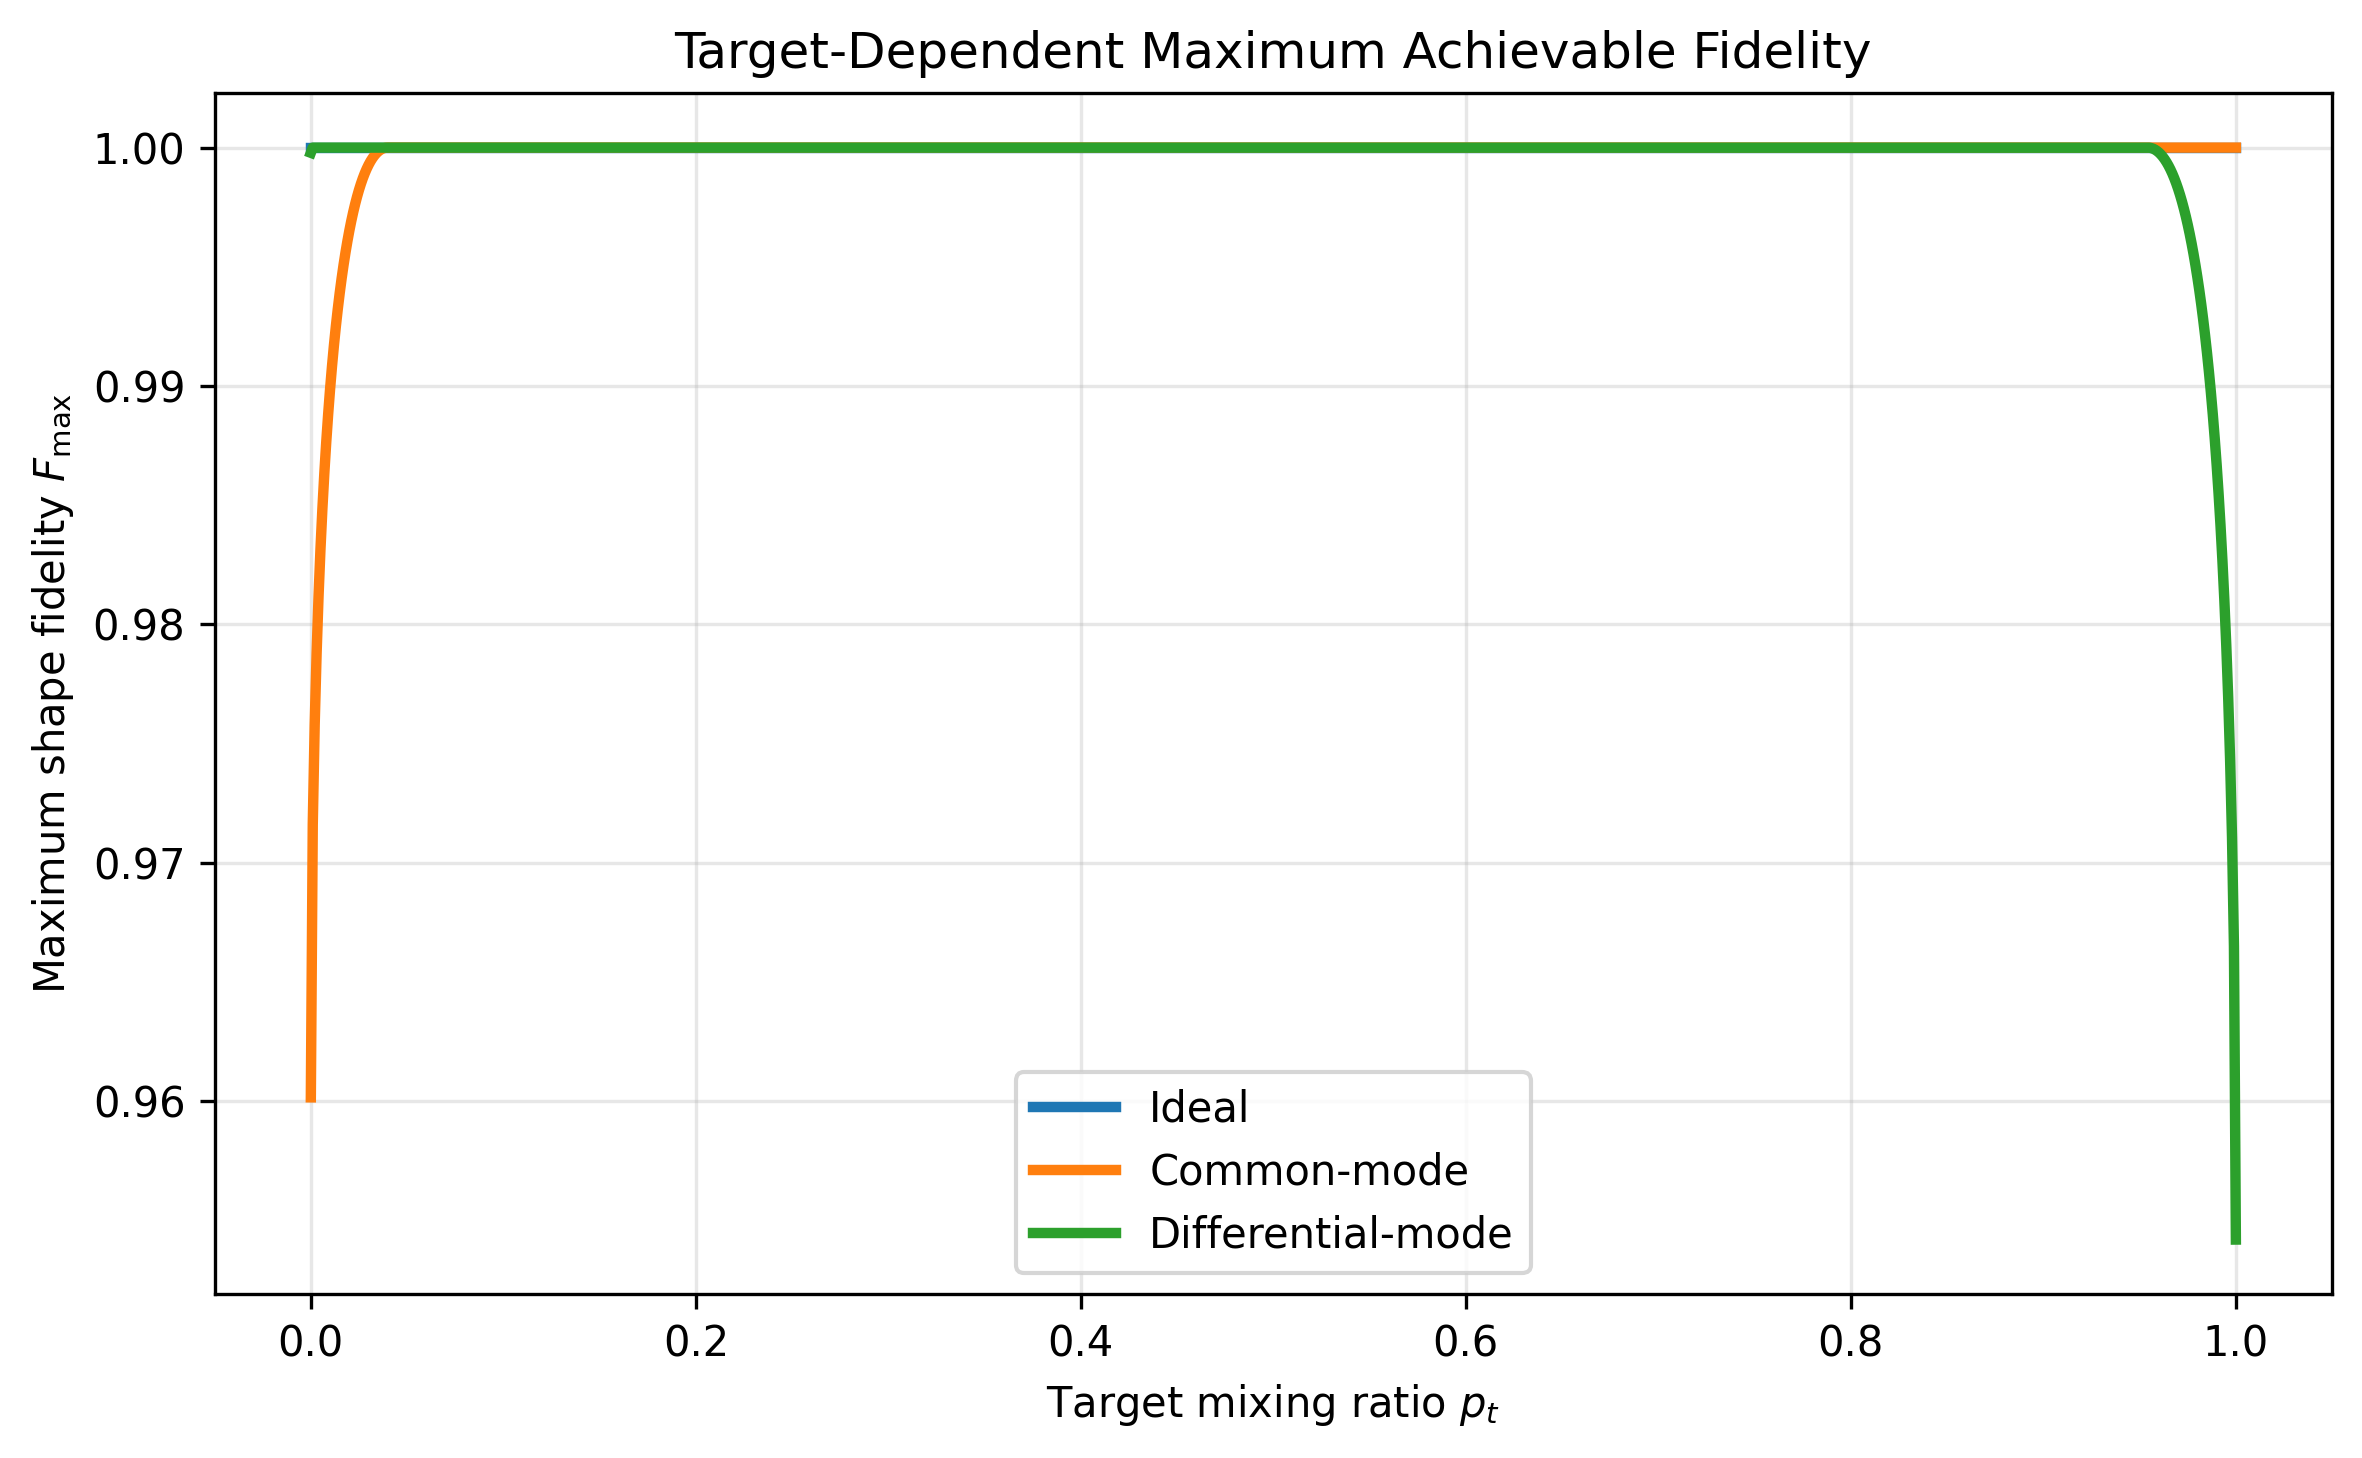 Target-Dependent Maximum Achievable Fidelity
Maximum shape fidelity Fmax
1.00
0.99
0.98
0.97
0.96
Ideal
Common-mode
Differential-mode
0.0 0.2 0.4 0.6 0.8 1.0
Target mixing ratio pt